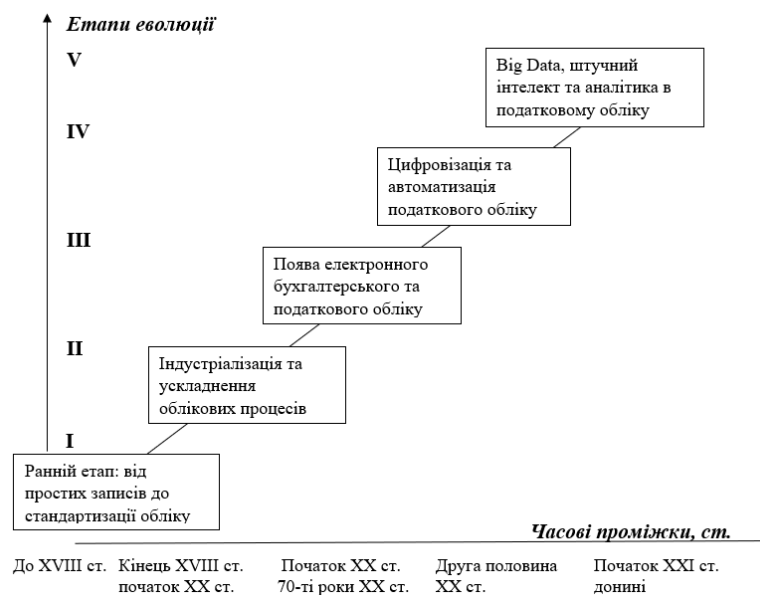 Етапи еволюції
V
Big Data, штучний
інтелект та аналітика в
податковому обліку
IV
Цифровізація та
автоматизація
податкового обліку
III
Поява електронного
бухгалтерського та
податкового обліку
II
Індустріалізація та
ускладнення
облікових процесів
I
Ранній етап: від
простих записів до
стандартизації обліку
Часові проміжки, ст.
До XVIII ст.
Кінець XVIII ст.
початок XX ст.
Початок XX ст.
70-ті роки XX ст.
Друга половина
XX ст.
Початок XXI ст.
донині